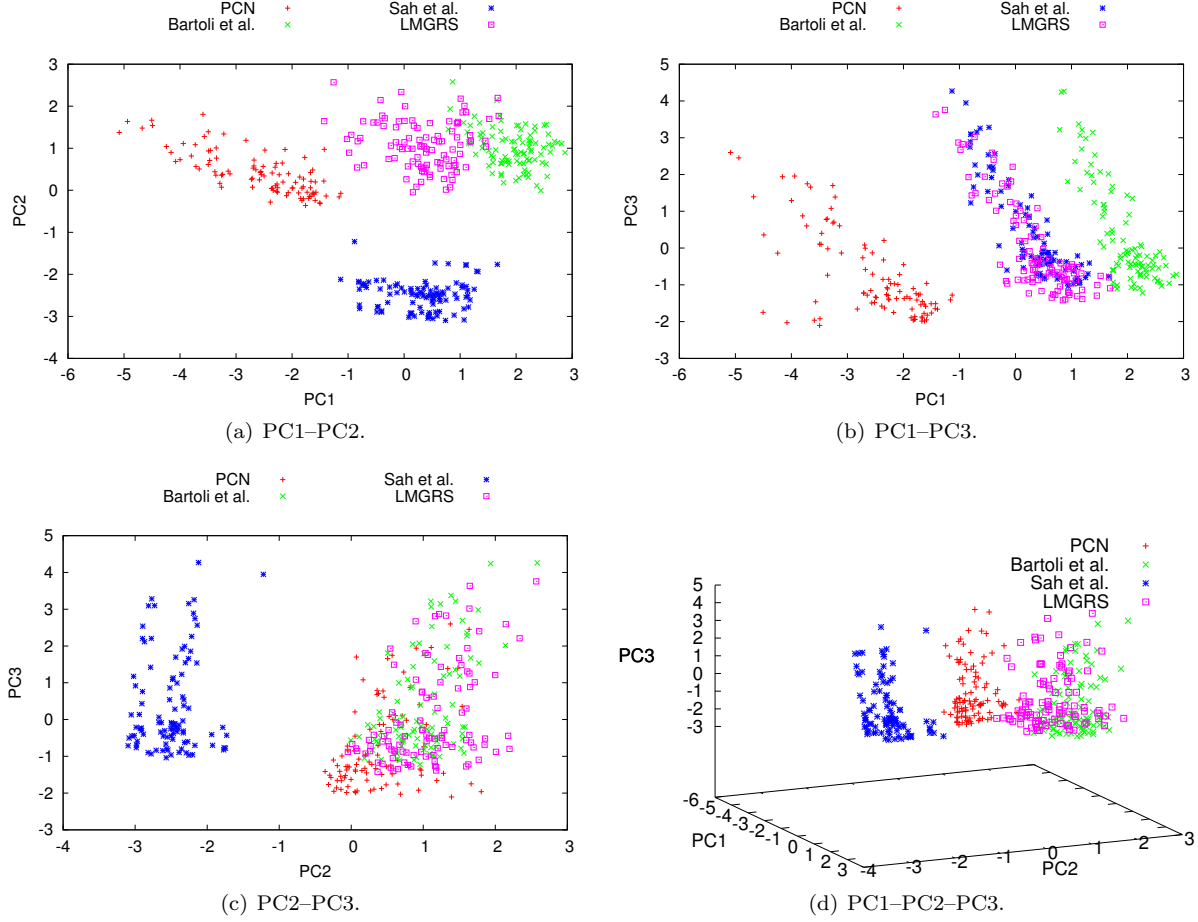 PCN Sah et al.
Bartoli et al. LMGRS
3
2
1
0
-1
-2
-3
-4
PC2
-6 -5 -4 -3 -2 -1 0 1 2 3
PC1
(a) PC1–PC2.
PCN Sah et al.
Bartoli et al. LMGRS
5
4
3
2
1
0
-1
-2
-3
PC3
-6 -5 -4 -3 -2 -1 0 1 2 3
PC1
(b) PC1–PC3.
PCN Sah et al.
Bartoli et al. LMGRS
5
4
3
2
1
0
-1
-2
-3
PC3
-4 -3 -2 -1 0 1 2 3
PC2
(c) PC2–PC3.
PCN
Bartoli et al.
Sah et al.
LMGRS
5
4
3
2
1
0
-1
-2
-3
PC3
-6 -5 -4 -3 -2 -1 0 1 2 3
PC1
-4 -3 -2 -1 0 1 2 3
PC2
(d) PC1–PC2–PC3.